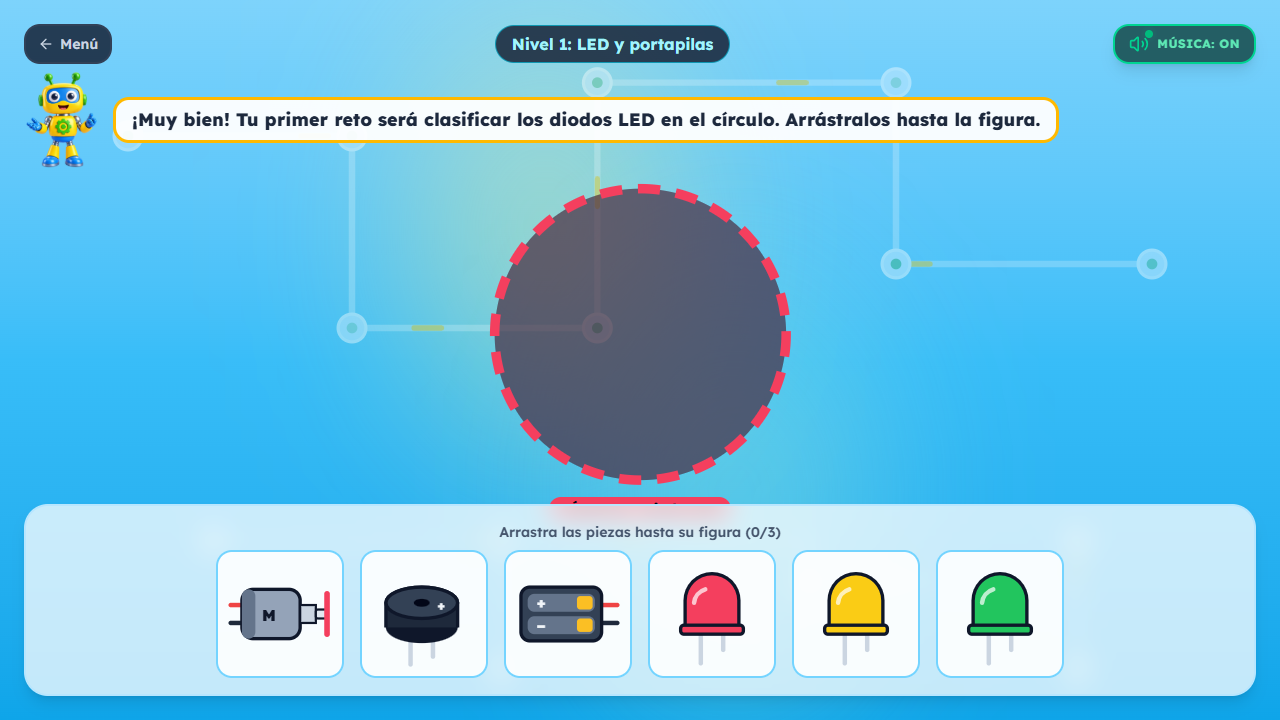 Menú
Nivel 1: LED y portapilas
MÚSICA: ON
¡Muy bien! Tu primer reto será clasificar los diodos LED en el círculo. Arrástralos hasta la figura.
Arrastra las piezas hasta su figura (0/3)
M